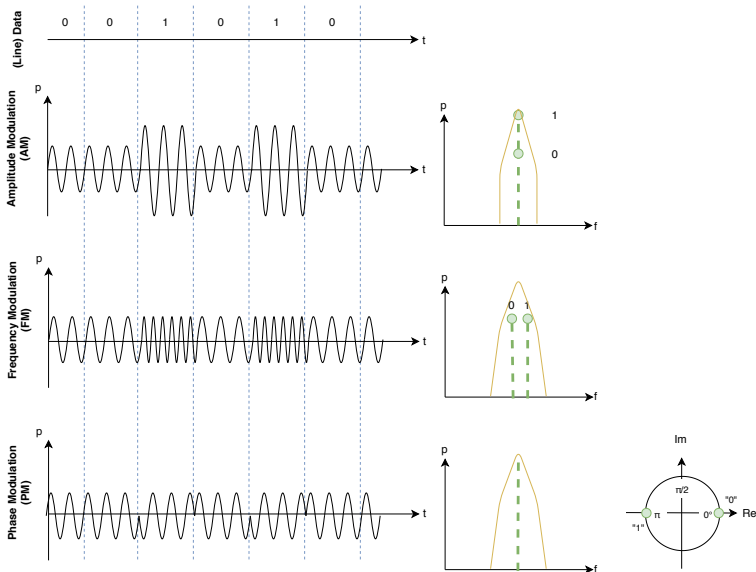 (Line) Data
0 0 1 0 1 0
t
Amplitude Modulation
(AM)
p
t
p
1
0
f
Frequency Modulation
(FM)
p
t
p
0 1
f
Phase Modulation
(PM)
p
t
p
f
Im
π/2
"0"
π
0°
Re
"1"